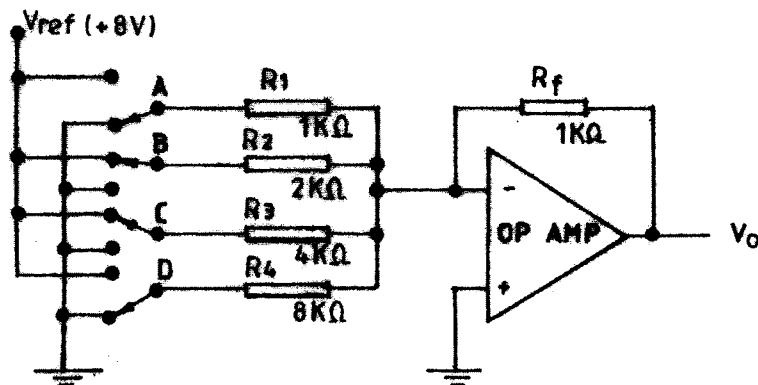 Vref (+8V)
A
R1
1KΩ
B
R2
2KΩ
C
R3
4KΩ
D
R4
8KΩ
Rf
1KΩ
-
OP AMP
+
Vo